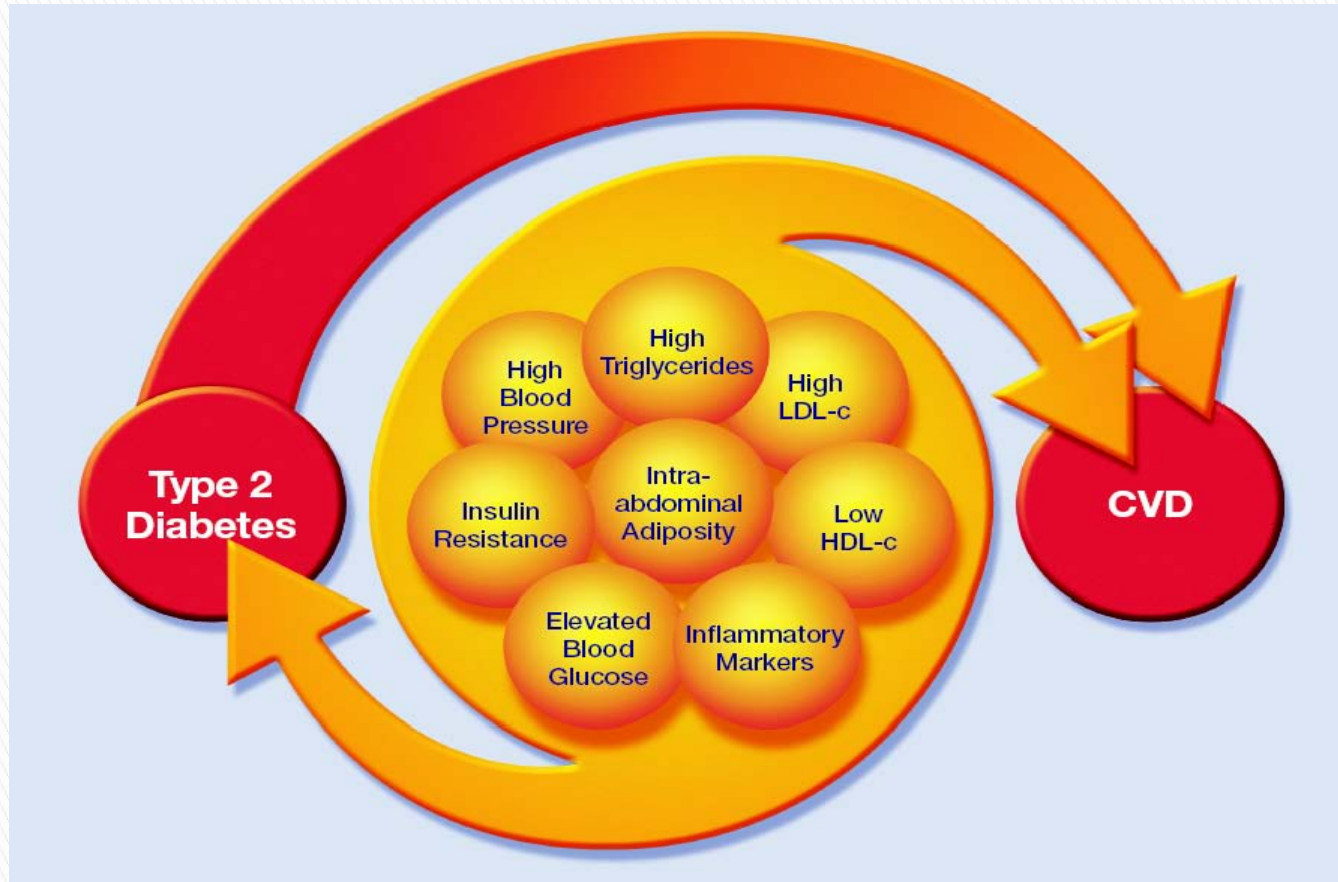 High
Triglycerides
High
Blood
Pressure
High
LDL-c
Type 2
Diabetes
Insulin
Resistance
Intra-
abdominal
Adiposity
Low
HDL-c
CVD
Elevated
Blood
Glucose
Inflammatory
Markers